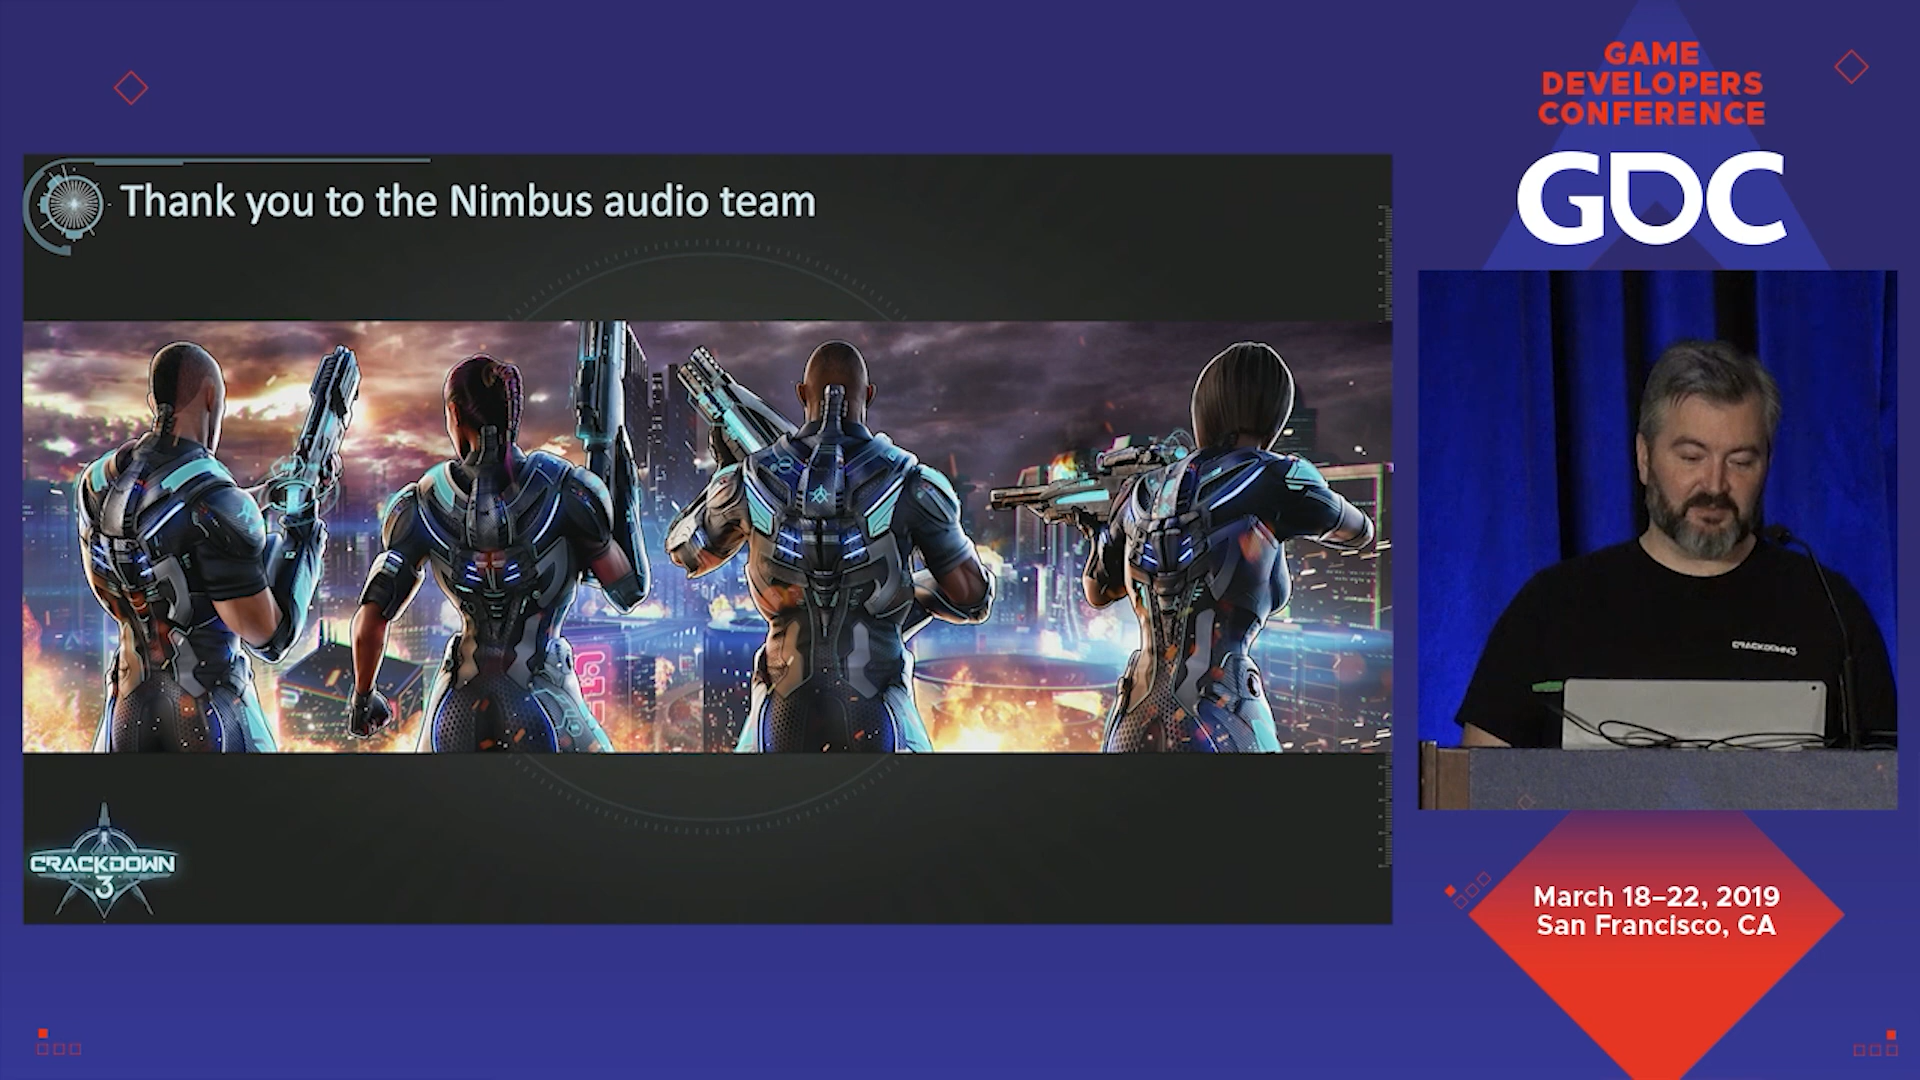 GAME
DEVELOPERS
CONFERENCE
GDC
Thank you to the Nimbus audio team
CRACKDOWN
3
CRACKDOWN3
March 18–22, 2019
San Francisco, CA